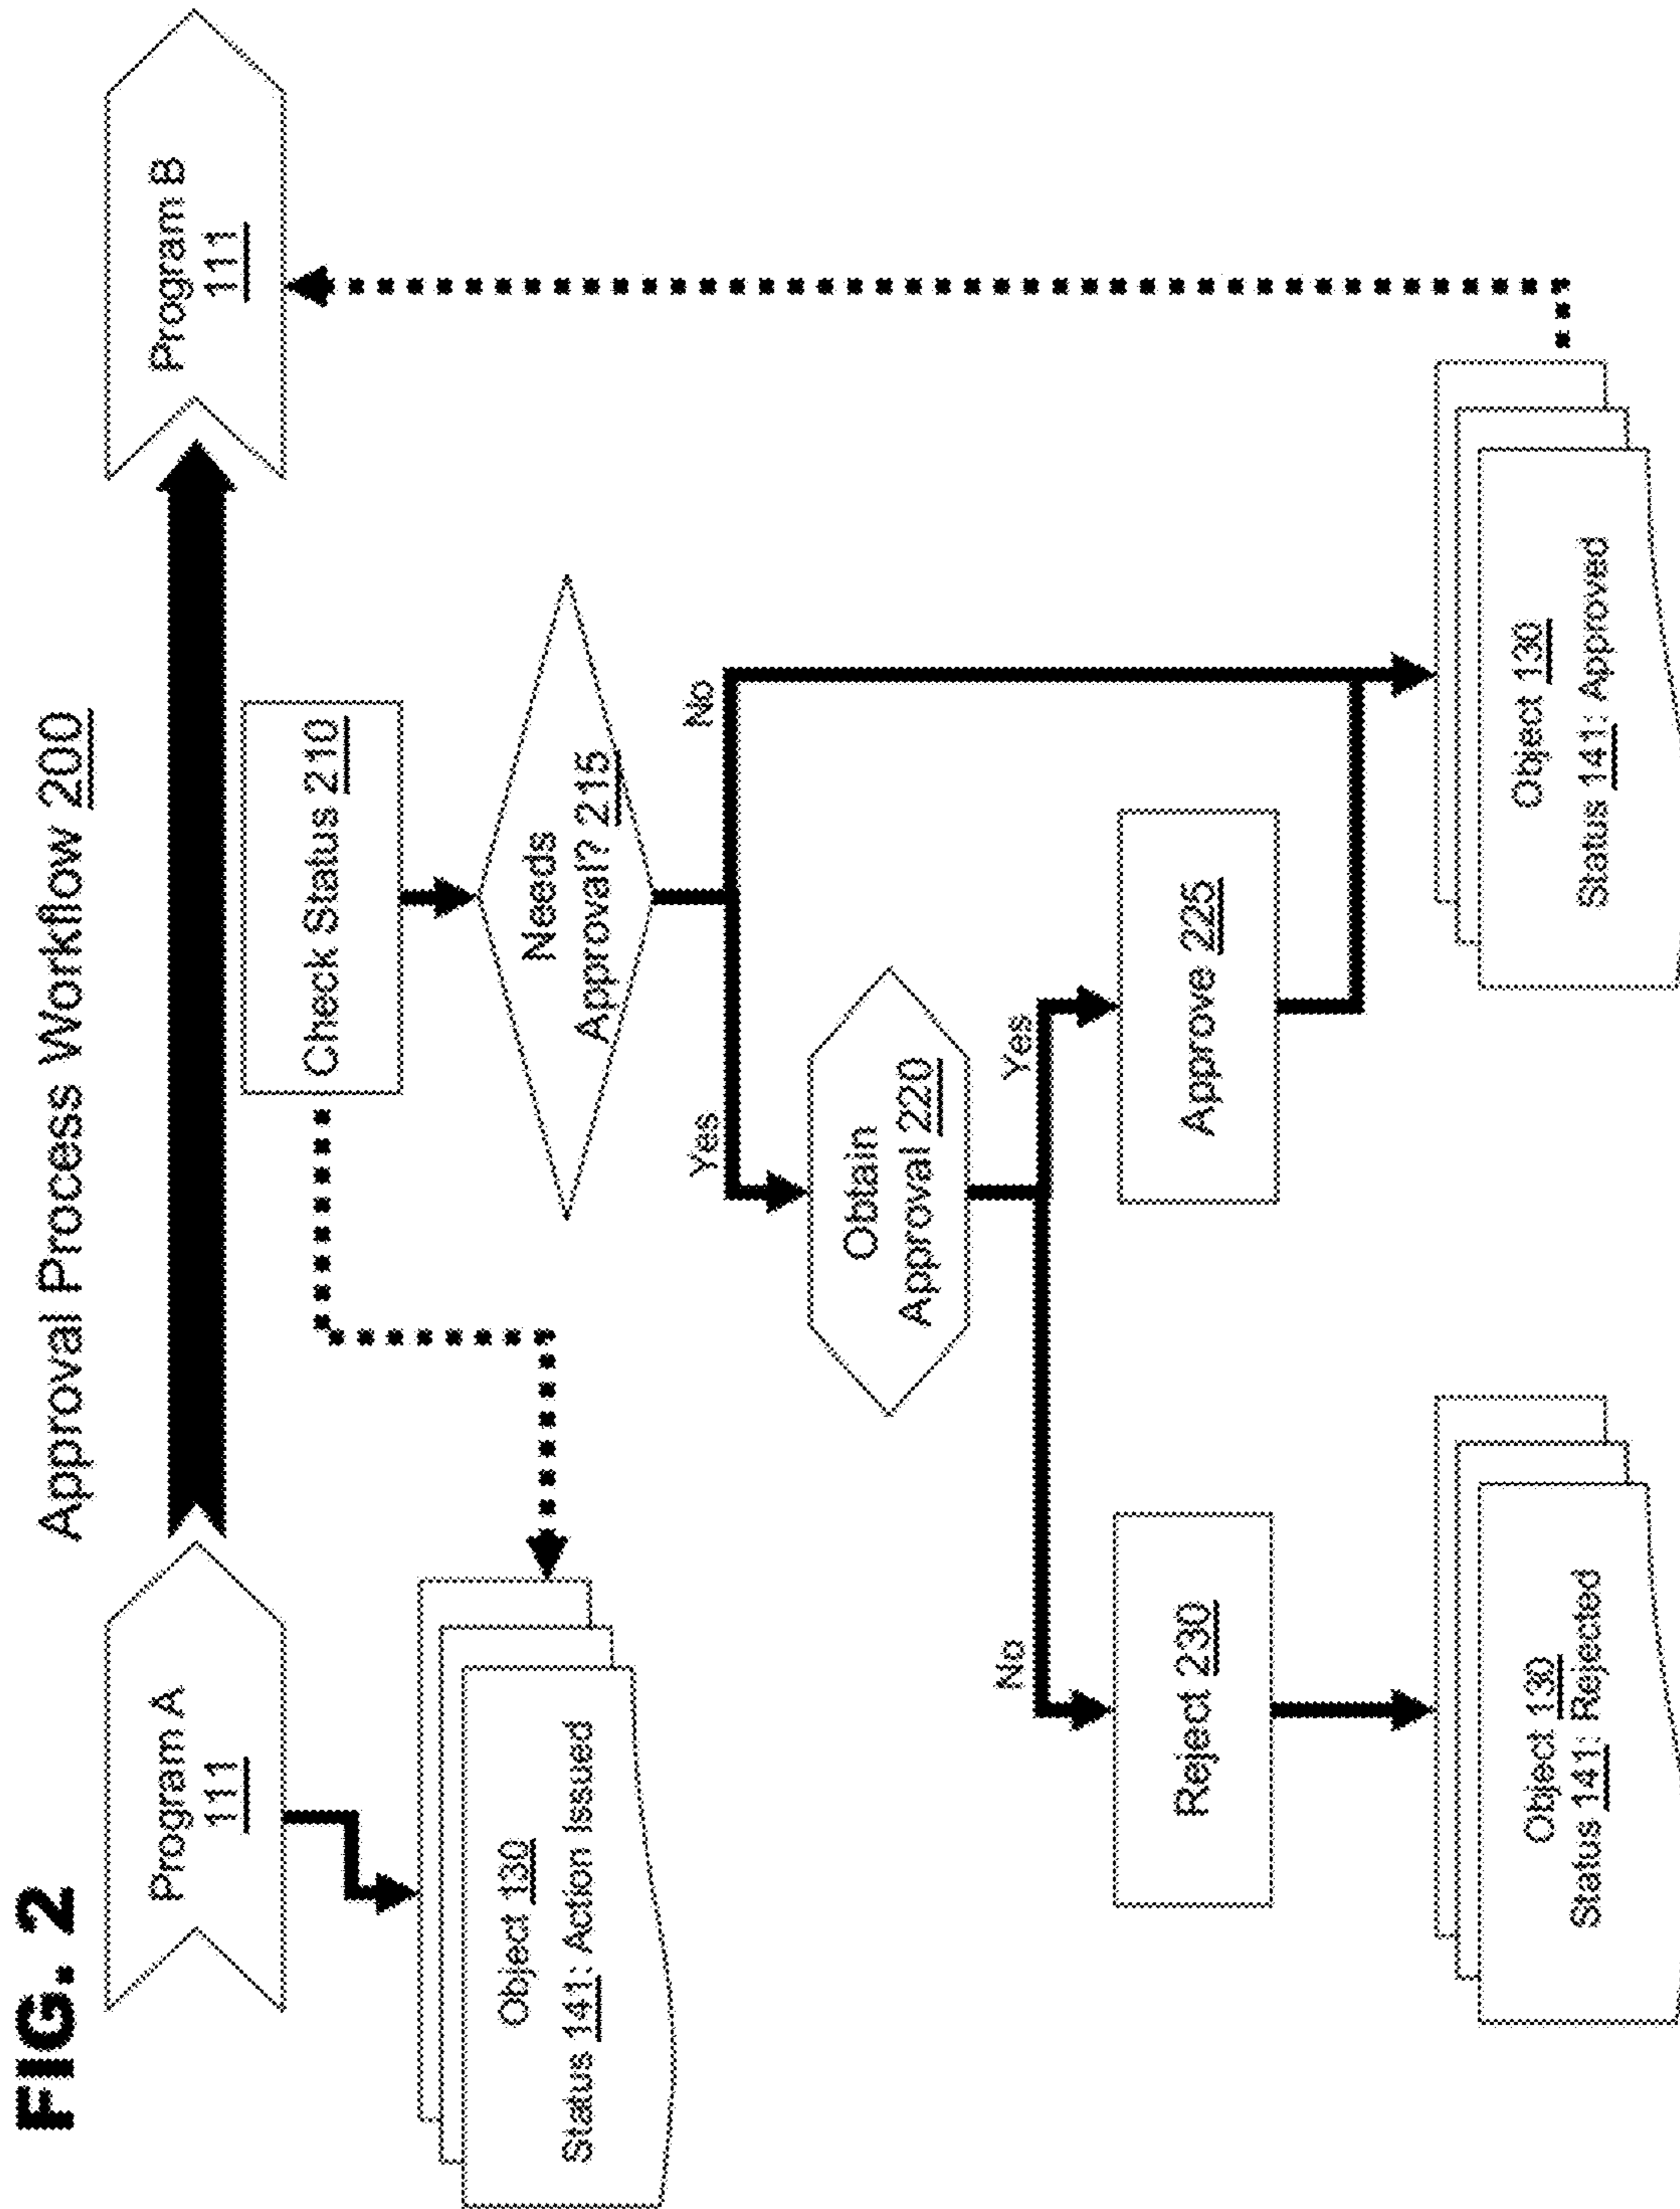 FIG. 2
Approval Process Workflow 200
Program A
111
Program B
111
Check Status 210
Object 130
Status 141: Action Issued
Needs
Approval? 215
Yes
No
Obtain
Approval 220
No
Yes
Reject 230
Approve 225
Object 130
Status 141: Rejected
Object 130
Status 141: Approved